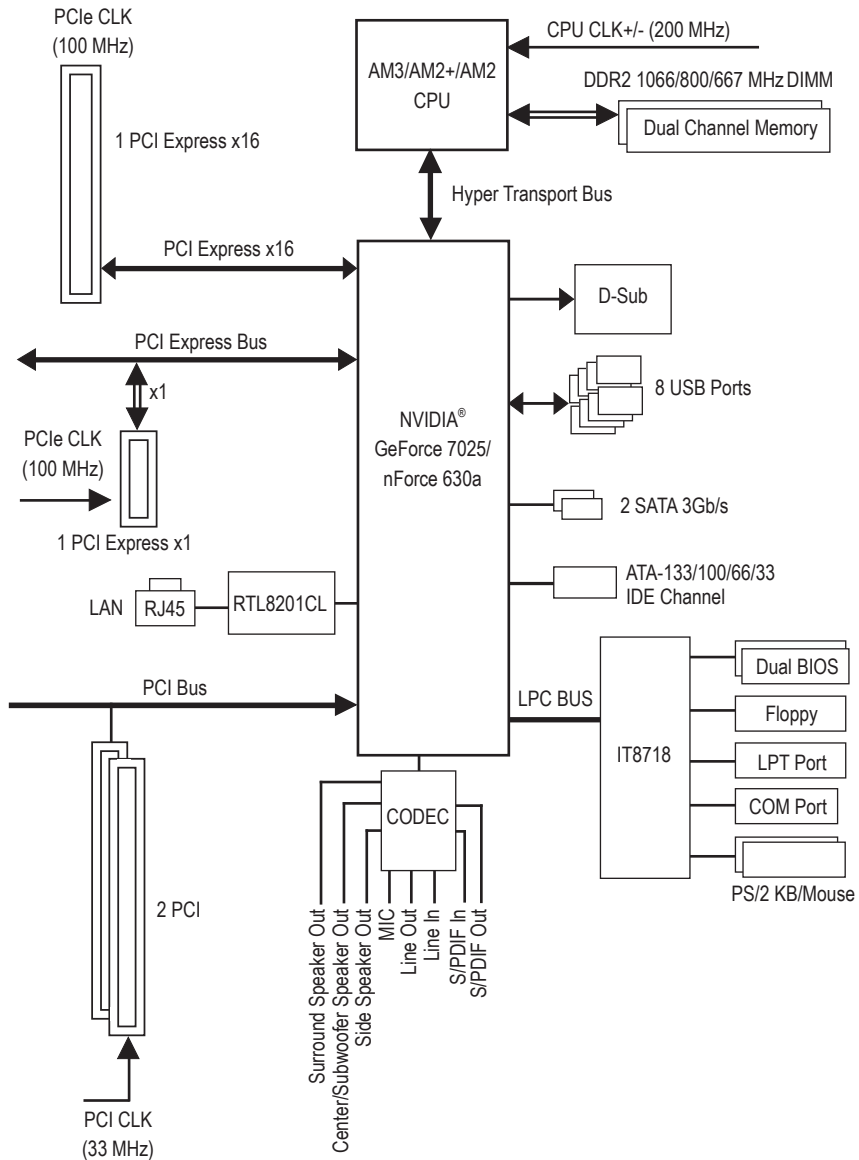 PCIe CLK
(100 MHz)
1 PCI Express x16
AM3/AM2+/AM2
CPU
CPU CLK+/- (200 MHz)
DDR2 1066/800/667 MHz DIMM
Dual Channel Memory
Hyper Transport Bus
PCI Express x16
D-Sub
PCI Express Bus
x1
8 USB Ports
NVIDIA®
GeForce 7025/
nForce 630a
PCIe CLK
(100 MHz)
1 PCI Express x1
2 SATA 3Gb/s
ATA-133/100/66/33
IDE Channel
LAN
RJ45
RTL8201CL
PCI Bus
LPC BUS
IT8718
Dual BIOS
Floppy
LPT Port
COM Port
PS/2 KB/Mouse
CODEC
2 PCI
Surround Speaker Out
Center/Subwoofer Speaker Out
Side Speaker Out
MIC
Line Out
Line In
S/PDIF In
S/PDIF Out
PCI CLK
(33 MHz)